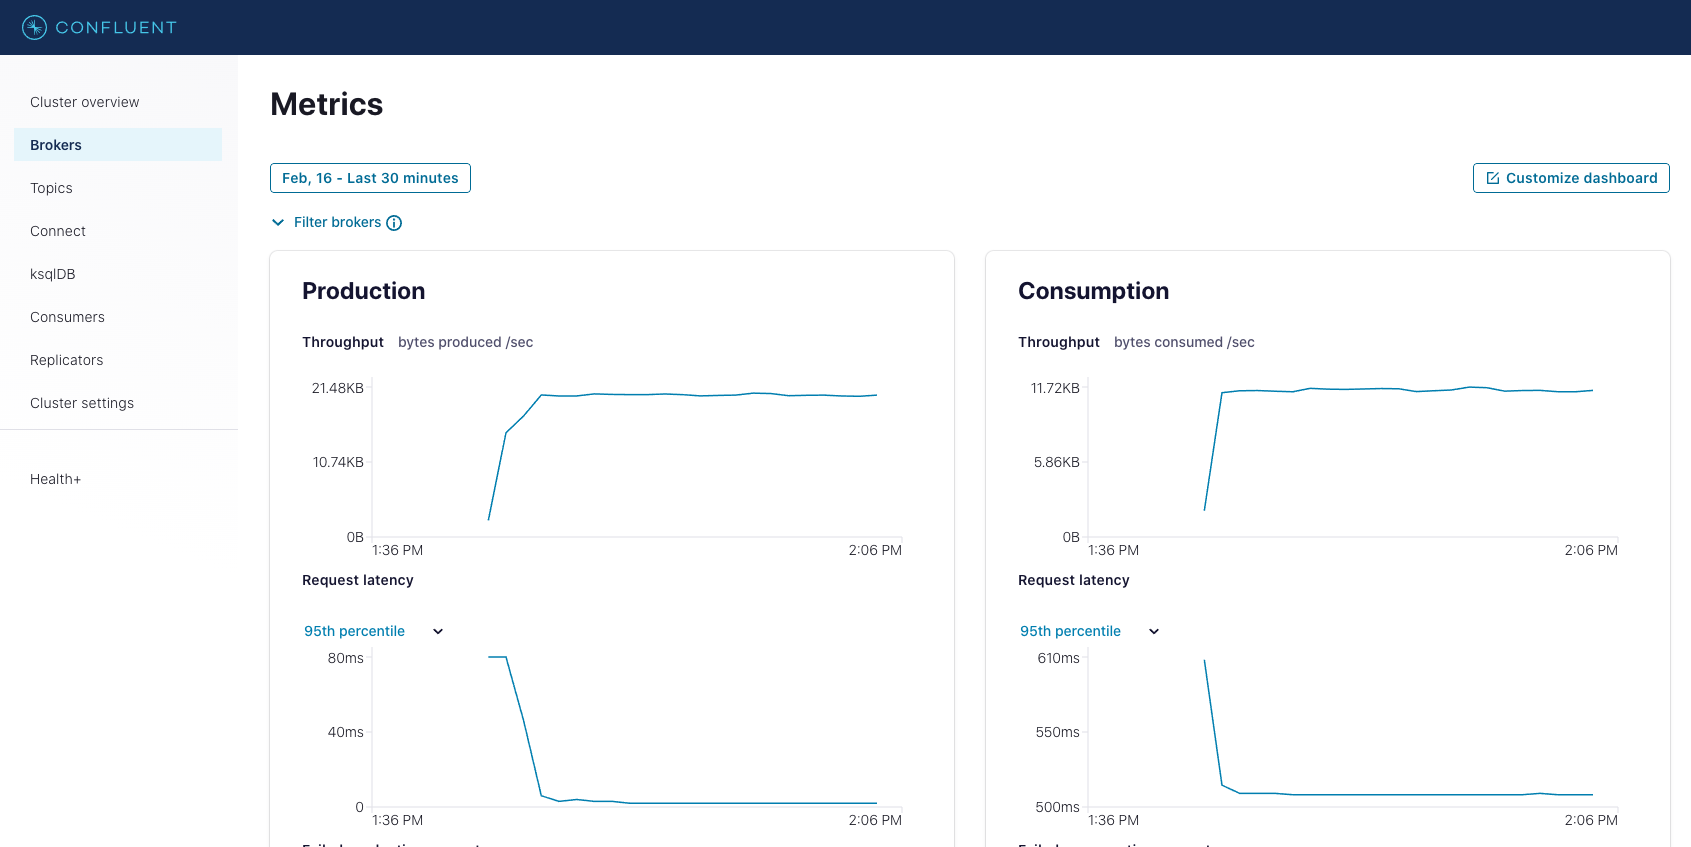 CONFLUENT
Cluster overview
Brokers
Topics
Connect
ksqlDB
Consumers
Replicators
Cluster settings
Health+
Metrics
Feb, 16 - Last 30 minutes
Customize dashboard
Filter brokers
Production
Throughput bytes produced /sec
21.48KB
10.74KB
0B
1:36 PM 2:06 PM
Request latency
95th percentile
80ms
40ms
0
1:36 PM 2:06 PM
Consumption
Throughput bytes consumed /sec
11.72KB
5.86KB
0B
1:36 PM 2:06 PM
Request latency
95th percentile
610ms
550ms
500ms
1:36 PM 2:06 PM